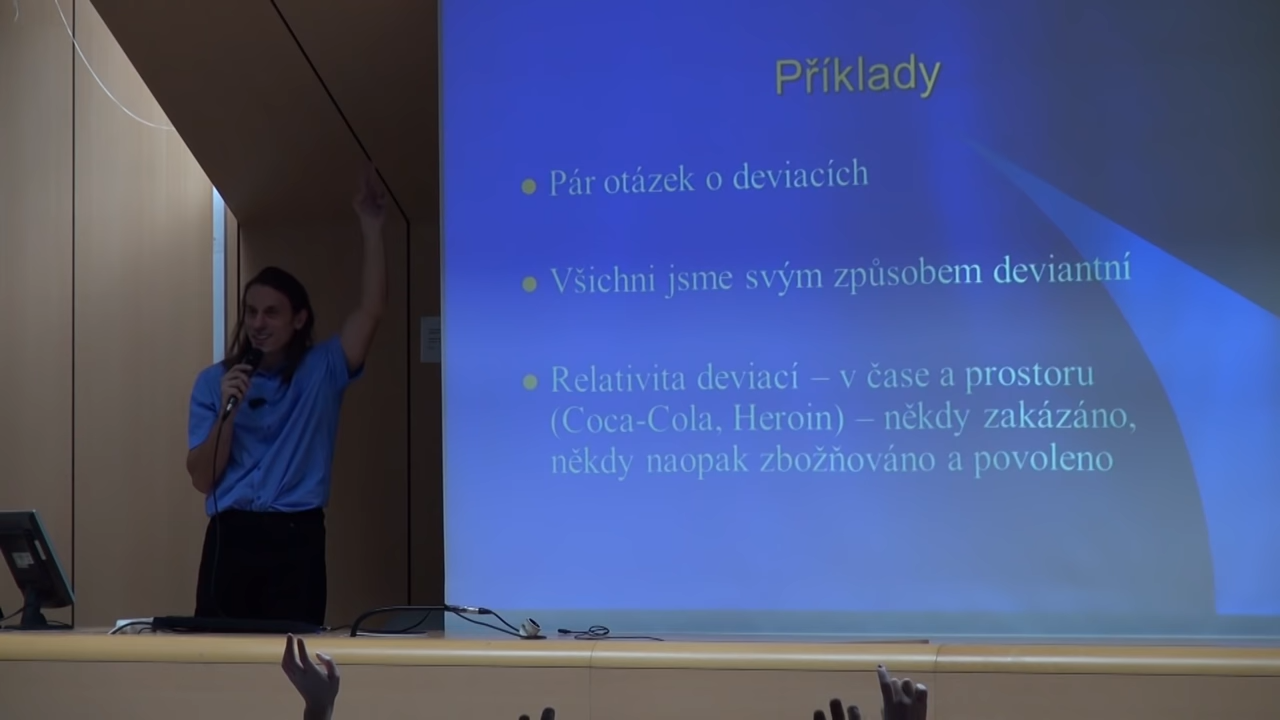 Příklady
Pár otázek o deviacích
Všichni jsme svým způsobem deviantní
Relativita deviací – v čase a prostoru
(Coca-Cola, Heroin) – někdy zakázáno,
někdy naopak zbožňováno a povoleno